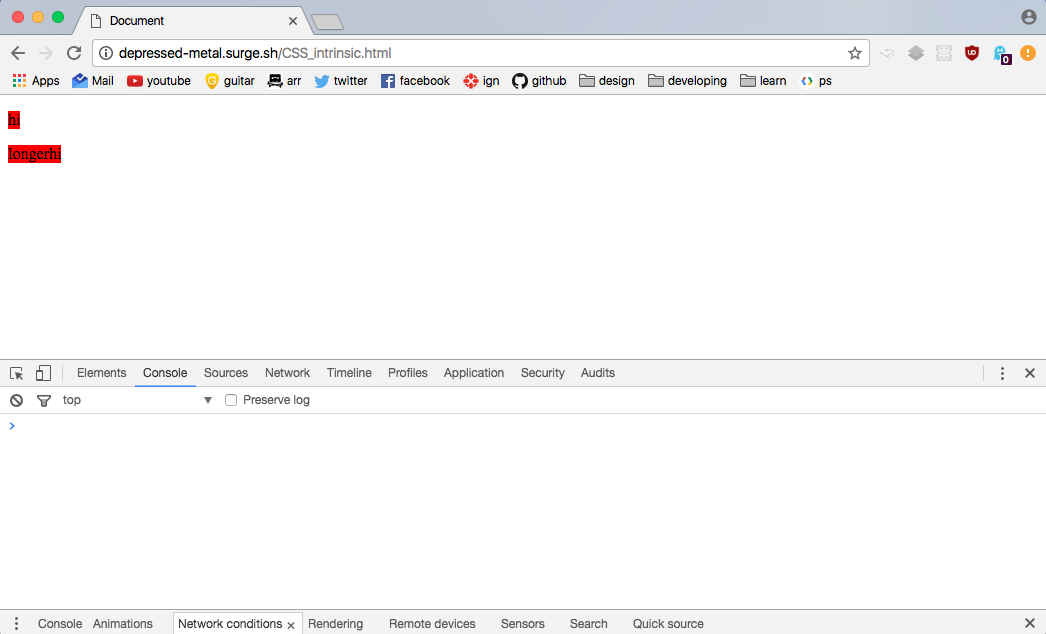 Document
depressed-metal.surge.sh/CSS_intrinsic.html
UD
0
Apps Mail youtube guitar arr twitter facebook ign github design developing learn ps
hi
longerhi
Elements Console Sources Network Timeline Profiles Application Security Audits
top Preserve log
Console Animations Network conditions Rendering Remote devices Sensors Search Quick source